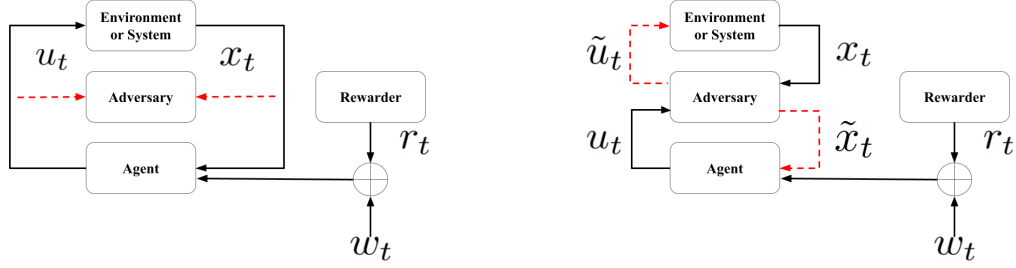 Environment
or System
u_t
x_t
Adversary
Agent
Rewarder
r_t
w_t
Environment
or System
ũ_t
x_t
Adversary
u_t
x̃_t
Agent
Rewarder
r_t
w_t